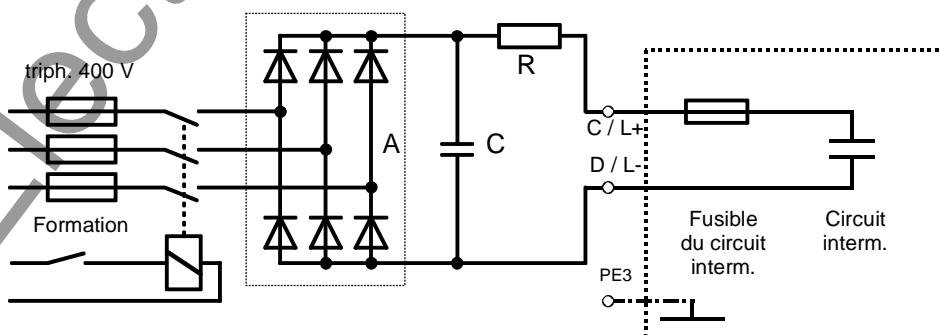 triph. 400 V
R
C / L+
A
C
D / L-
Formation
Fusible
du circuit
interm.
Circuit
interm.
PE3